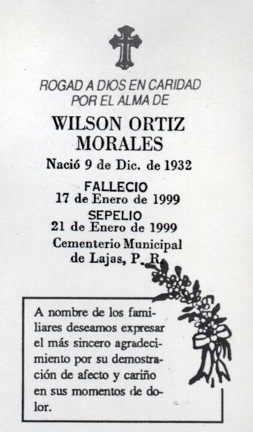 ROGAD A DIOS EN CARIDAD
POR EL ALMA DE
WILSON ORTIZ
MORALES
Nació 9 de Dic. de 1932
FALLECIO
17 de Enero de 1999
SEPELIO
21 de Enero de 1999
Cementerio Municipal
de Lajas, P. R.
A nombre de los fami-
liares deseamos expresar
el más sincero agradeci-
miento por su demostra-
ción de afecto y cariño
en sus momentos de do-
lor.